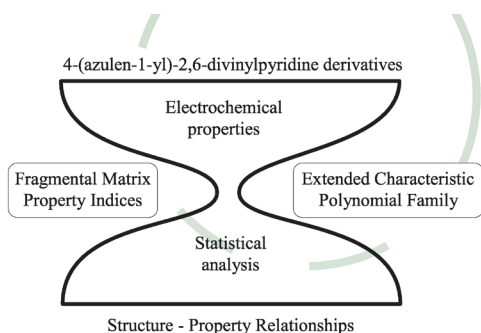 4-(azulen-1-yl)-2,6-divinylpyridine derivatives
Electrochemical
properties
Fragmental Matrix
Property Indices
Extended Characteristic
Polynomial Family
Statistical
analysis
Structure - Property Relationships